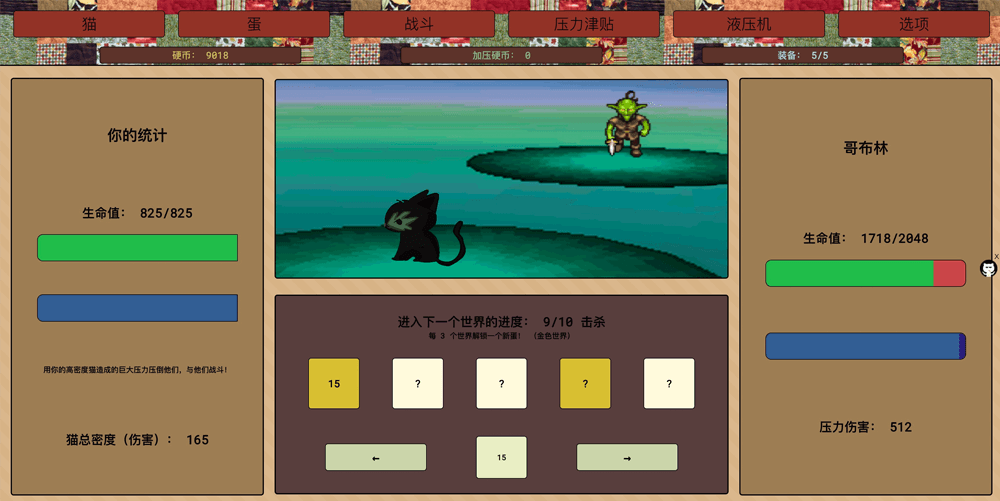 猫
蛋
战斗
压力津贴
液压机
选项
硬币： 9018
加压硬币： 0
装备： 5/5
你的统计
生命值： 825/825
用你的高密度猫造成的巨大压力压倒他们，与他们战斗！
猫总密度（伤害）： 165
进入下一个世界的进度： 9/10 击杀
每 3 个世界解锁一个新蛋！ （金色世界）
15
?
?
?
?
←
15
→
哥布林
生命值： 1718/2048
压力伤害： 512
x